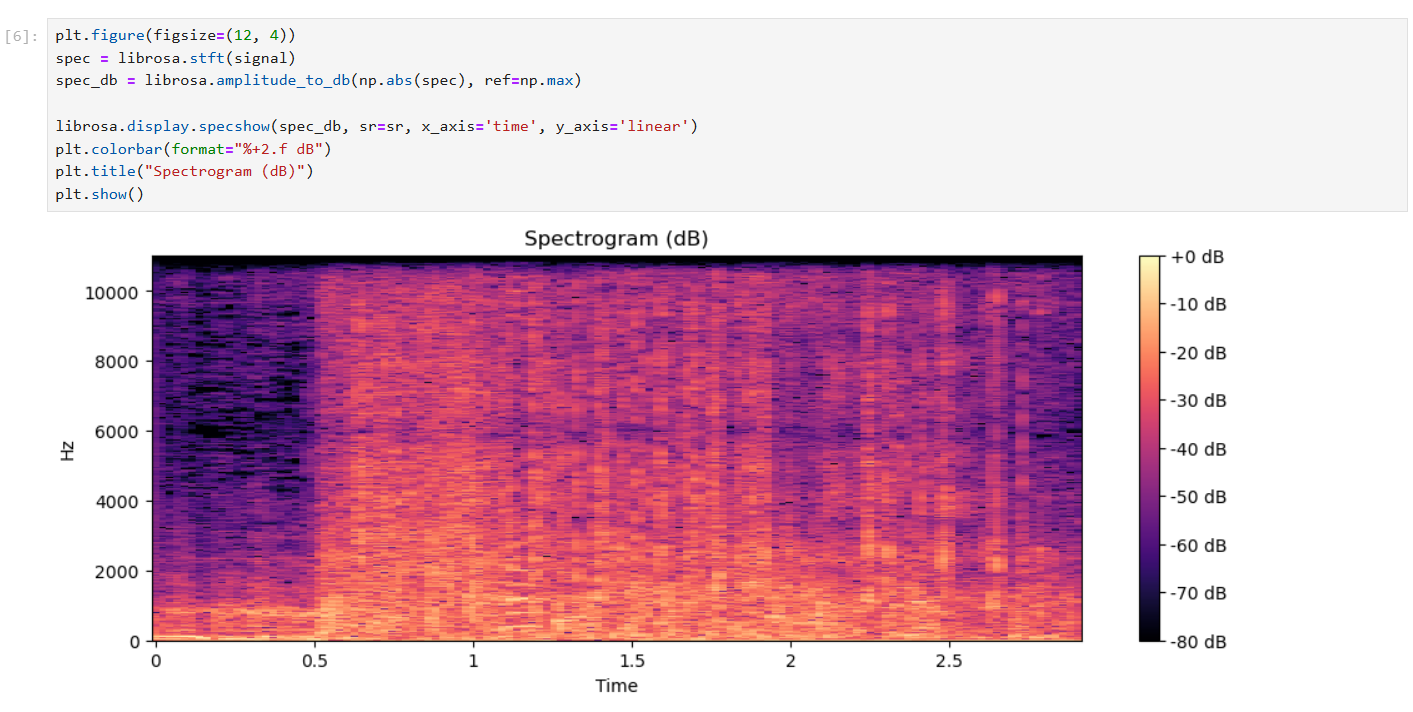 [6]:
plt.figure(figsize=(12, 4))
spec = librosa.stft(signal)
spec_db = librosa.amplitude_to_db(np.abs(spec), ref=np.max)
librosa.display.specshow(spec_db, sr=sr, x_axis='time', y_axis='linear')
plt.colorbar(format="%+2.f dB")
plt.title("Spectrogram (dB)")
plt.show()
Spectrogram (dB)
Hz
10000
8000
6000
4000
2000
0
0 0.5 1 1.5 2 2.5
Time
+0 dB
-10 dB
-20 dB
-30 dB
-40 dB
-50 dB
-60 dB
-70 dB
-80 dB